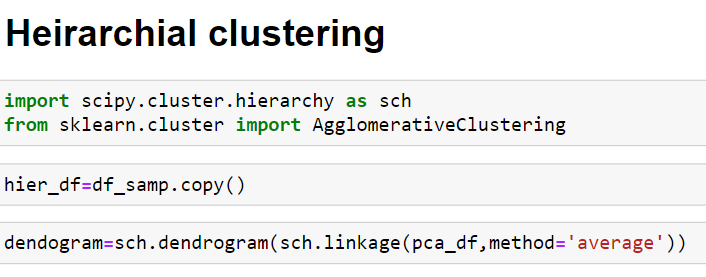 Heirarchial clustering
import scipy.cluster.hierarchy as sch
from sklearn.cluster import AgglomerativeClustering
hier_df=df_samp.copy()
dendogram=sch.dendrogram(sch.linkage(pca_df,method='average'))